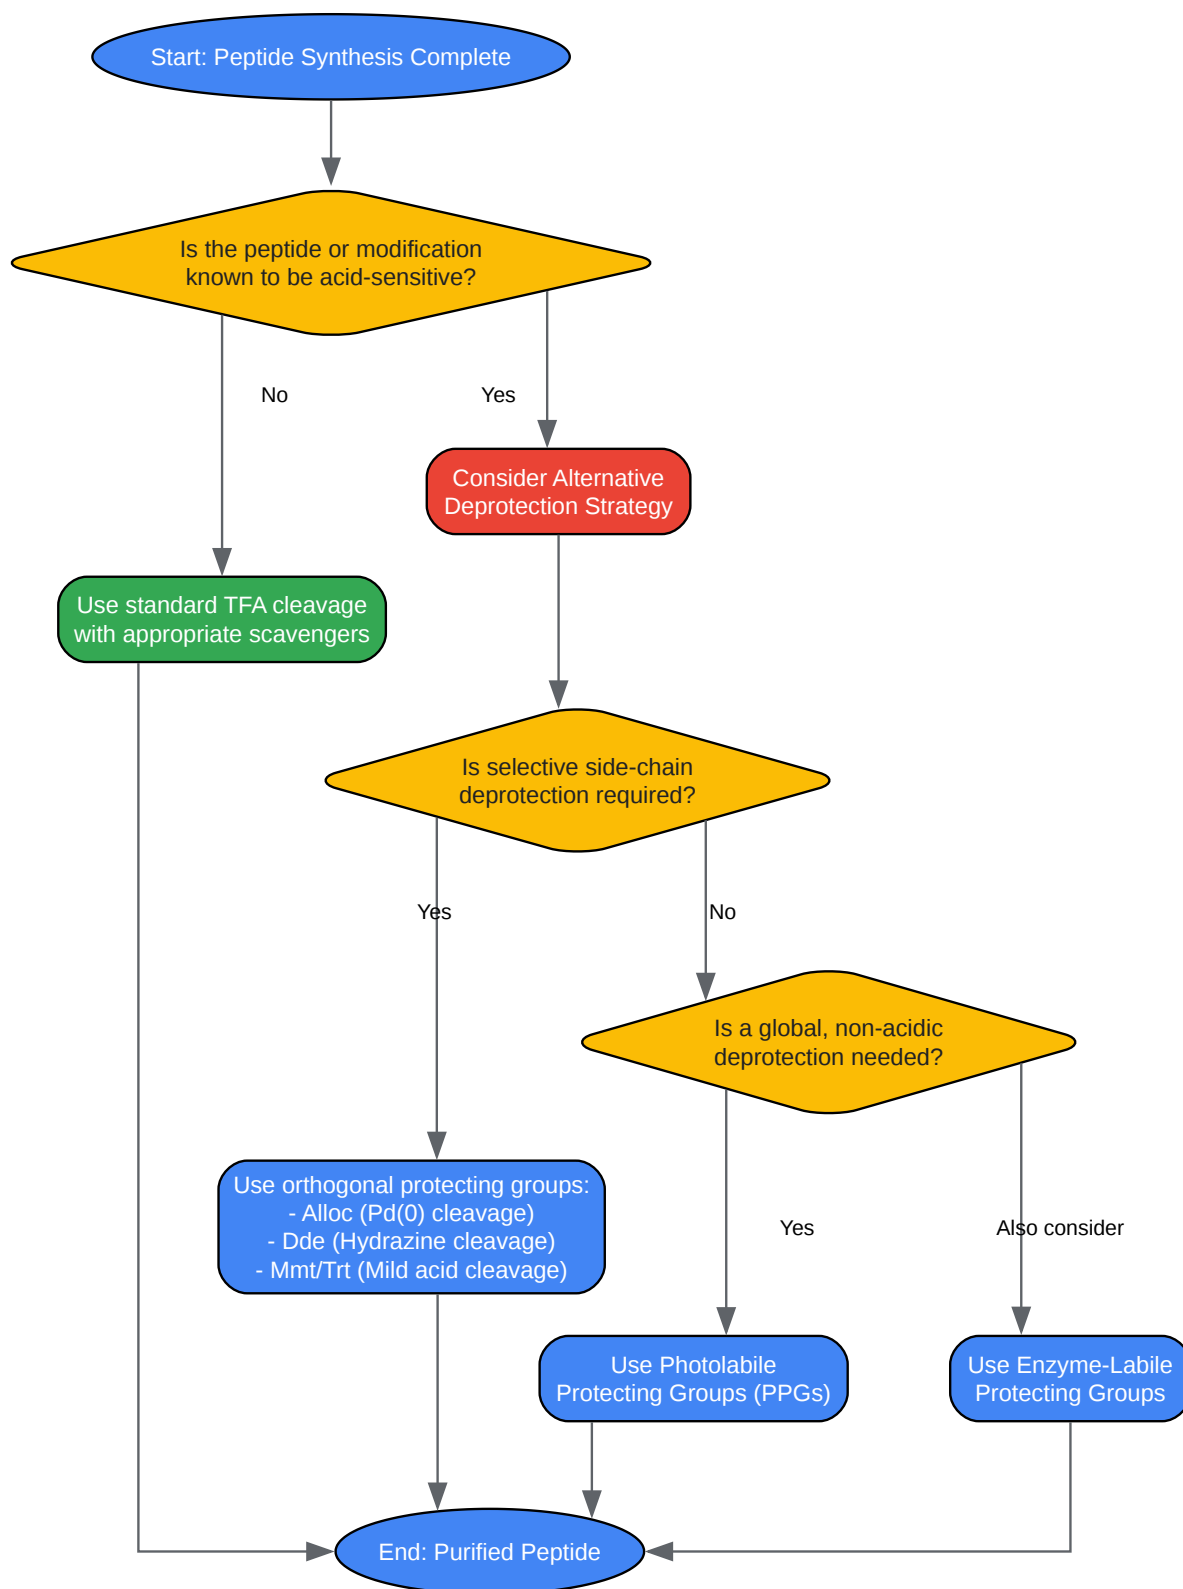 Start: Peptide Synthesis Complete
Is the peptide or modification
known to be acid-sensitive?
No
Yes
Consider Alternative
Deprotection Strategy
Use standard TFA cleavage
with appropriate scavengers
Is selective side-chain
deprotection required?
Yes
No
Is a global, non-acidic
deprotection needed?
Use orthogonal protecting groups:
- Alloc (Pd(0) cleavage)
- Dde (Hydrazine cleavage)
- Mmt/Trt (Mild acid cleavage)
Yes
Also consider
Use Photolabile
Protecting Groups (PPGs)
Use Enzyme-Labile
Protecting Groups
End: Purified Peptide